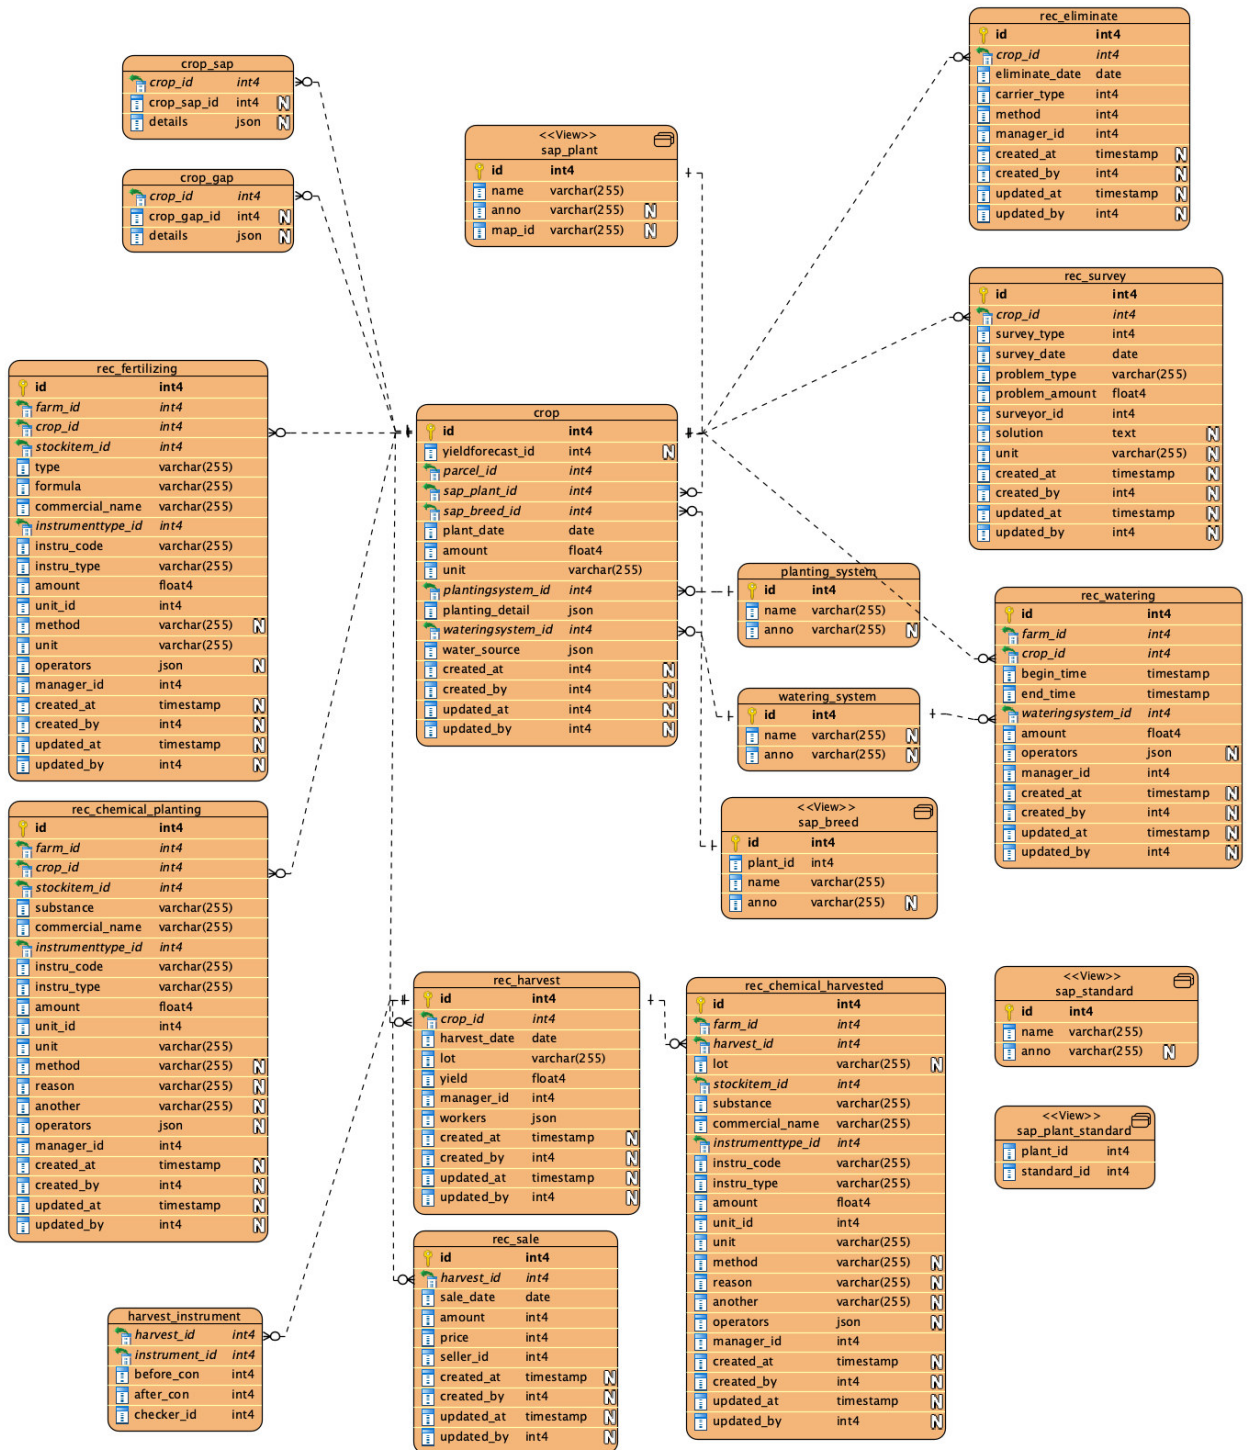 crop_sap
crop_id int4
crop_sap_id int4 N
details json N
crop_gap
crop_id int4
crop_gap_id int4 N
details json N
<<View>>
sap_plant
id int4
name varchar(255)
anno varchar(255) N
map_id varchar(255) N
rec_eliminate
id int4
crop_id int4
eliminate_date date
carrier_type int4
method int4
manager_id int4
created_at timestamp N
created_by int4 N
updated_at timestamp N
updated_by int4 N
rec_survey
id int4
crop_id int4
survey_type int4
survey_date date
problem_type varchar(255)
problem_amount float4
surveyor_id int4
solution text N
unit varchar(255) N
created_at timestamp N
created_by int4 N
updated_at timestamp N
updated_by int4 N
rec_fertilizing
id int4
farm_id int4
crop_id int4
stockitem_id int4
type varchar(255)
formula varchar(255)
commercial_name varchar(255)
instrumenttype_id int4
instru_code varchar(255)
instru_type varchar(255)
amount float4
unit_id int4
method varchar(255) N
unit varchar(255)
operators json N
manager_id int4
created_at timestamp N
created_by int4 N
updated_at timestamp N
updated_by int4 N
crop
id int4
yieldforecast_id int4 N
parcel_id int4
sap_plant_id int4
sap_breed_id int4
plant_date date
amount float4
unit varchar(255)
plantingsystem_id int4
planting_detail json
wateringsystem_id int4
water_source json
created_at int4 N
created_by int4 N
updated_at int4 N
updated_by int4 N
planting_system
id int4
name varchar(255)
anno varchar(255) N
watering_system
id int4
name varchar(255) N
anno varchar(255) N
rec_watering
id int4
farm_id int4
crop_id int4
begin_time timestamp
end_time timestamp
wateringsystem_id int4
amount float4
operators json N
manager_id int4
created_at timestamp N
created_by int4 N
updated_at timestamp N
updated_by int4 N
<<View>>
sap_breed
id int4
plant_id int4
name varchar(255)
anno varchar(255) N
rec_chemical_planting
id int4
farm_id int4
crop_id int4
stockitem_id int4
substance varchar(255)
commercial_name varchar(255)
instrumenttype_id int4
instru_code varchar(255)
instru_type varchar(255)
amount float4
unit_id int4
unit varchar(255)
method varchar(255) N
reason varchar(255) N
another varchar(255) N
operators json N
manager_id int4
created_at timestamp N
created_by int4 N
updated_at timestamp N
updated_by int4 N
rec_harvest
id int4
crop_id int4
harvest_date date
lot varchar(255)
yield float4
manager_id int4
workers json
created_at timestamp N
created_by int4 N
updated_at timestamp N
updated_by int4 N
rec_chemical_harvested
id int4
farm_id int4
harvest_id int4
lot varchar(255) N
stockitem_id int4
substance varchar(255)
commercial_name varchar(255)
instrumenttype_id int4
instru_code varchar(255)
instru_type varchar(255)
amount float4
unit_id int4
unit varchar(255)
method varchar(255) N
reason varchar(255) N
another varchar(255) N
operators json N
manager_id int4
created_at timestamp N
created_by int4 N
updated_at timestamp N
updated_by int4 N
<<View>>
sap_standard
id int4
name varchar(255)
anno varchar(255) N
<<View>>
sap_plant_standard
plant_id int4
standard_id int4
rec_sale
id int4
harvest_id int4
sale_date date
amount int4
price int4
seller_id int4
created_at timestamp N
created_by int4 N
updated_at timestamp N
updated_by int4 N
harvest_instrument
harvest_id int4
instrument_id int4
before_con int4
after_con int4
checker_id int4